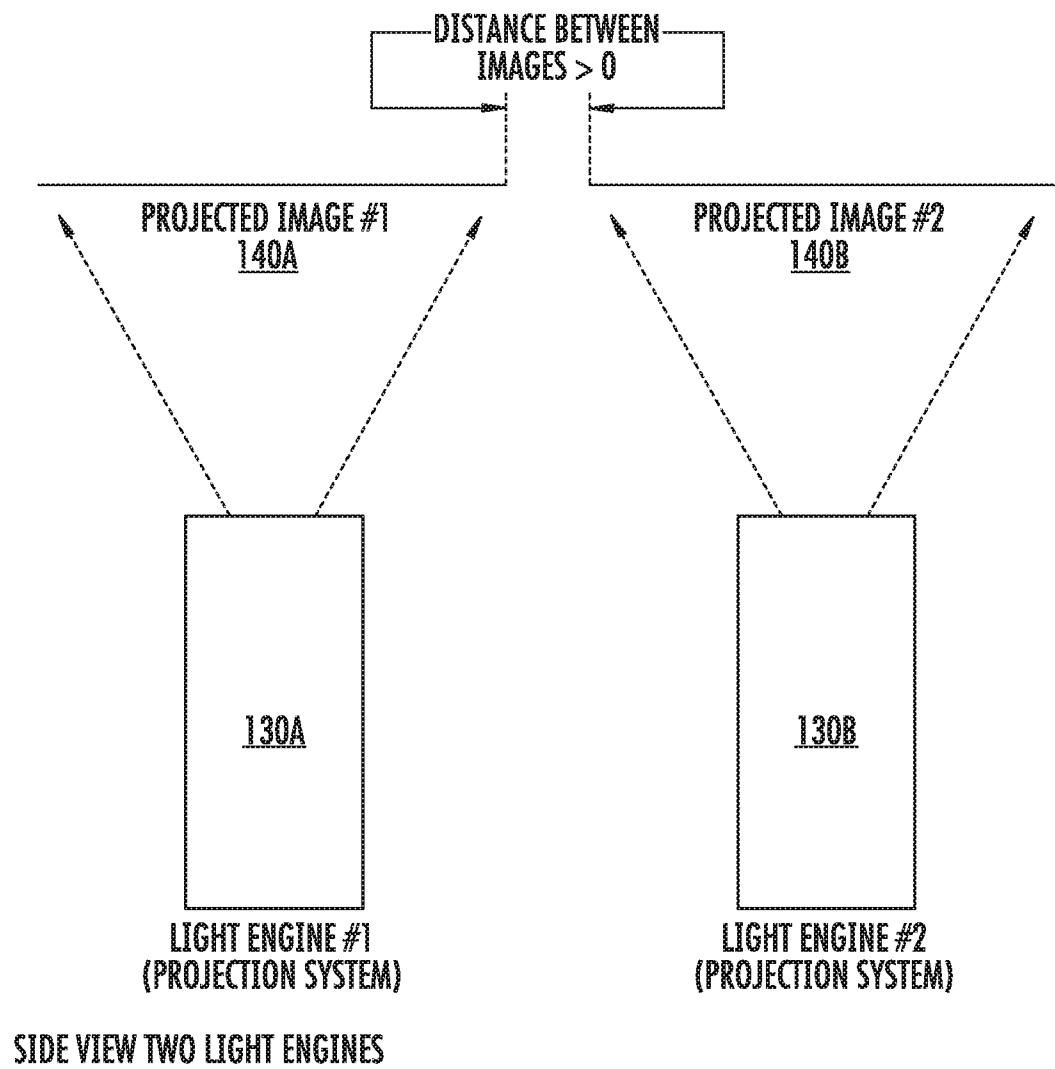 DISTANCE BETWEEN
IMAGES > 0
PROJECTED IMAGE #1
140A
PROJECTED IMAGE #2
140B
130A
130B
LIGHT ENGINE #1
(PROJECTION SYSTEM)
LIGHT ENGINE #2
(PROJECTION SYSTEM)
SIDE VIEW TWO LIGHT ENGINES